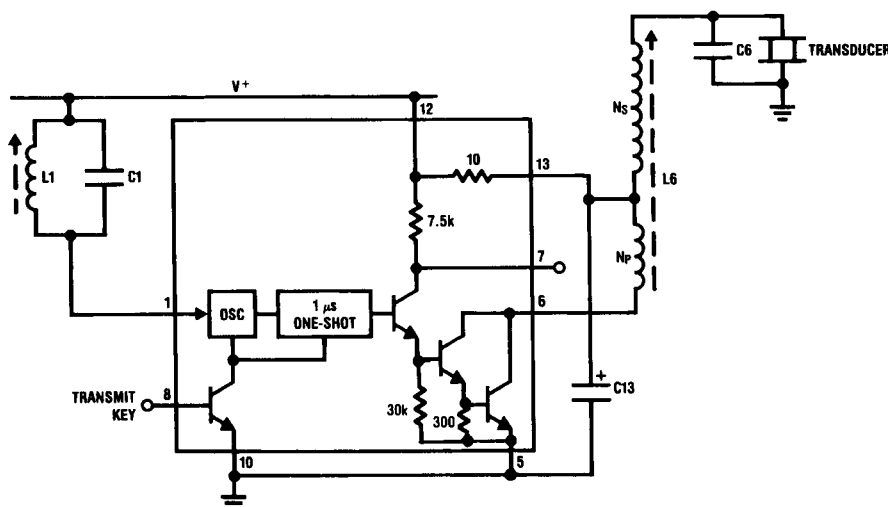 V+
12
C6
TRANSDUCER
NS
L6
NP
L1
C1
10
13
7.5k
7
6
1
OSC
1 μs
ONE-SHOT
TRANSMIT
KEY
8
30k
300
C13
+
10
5